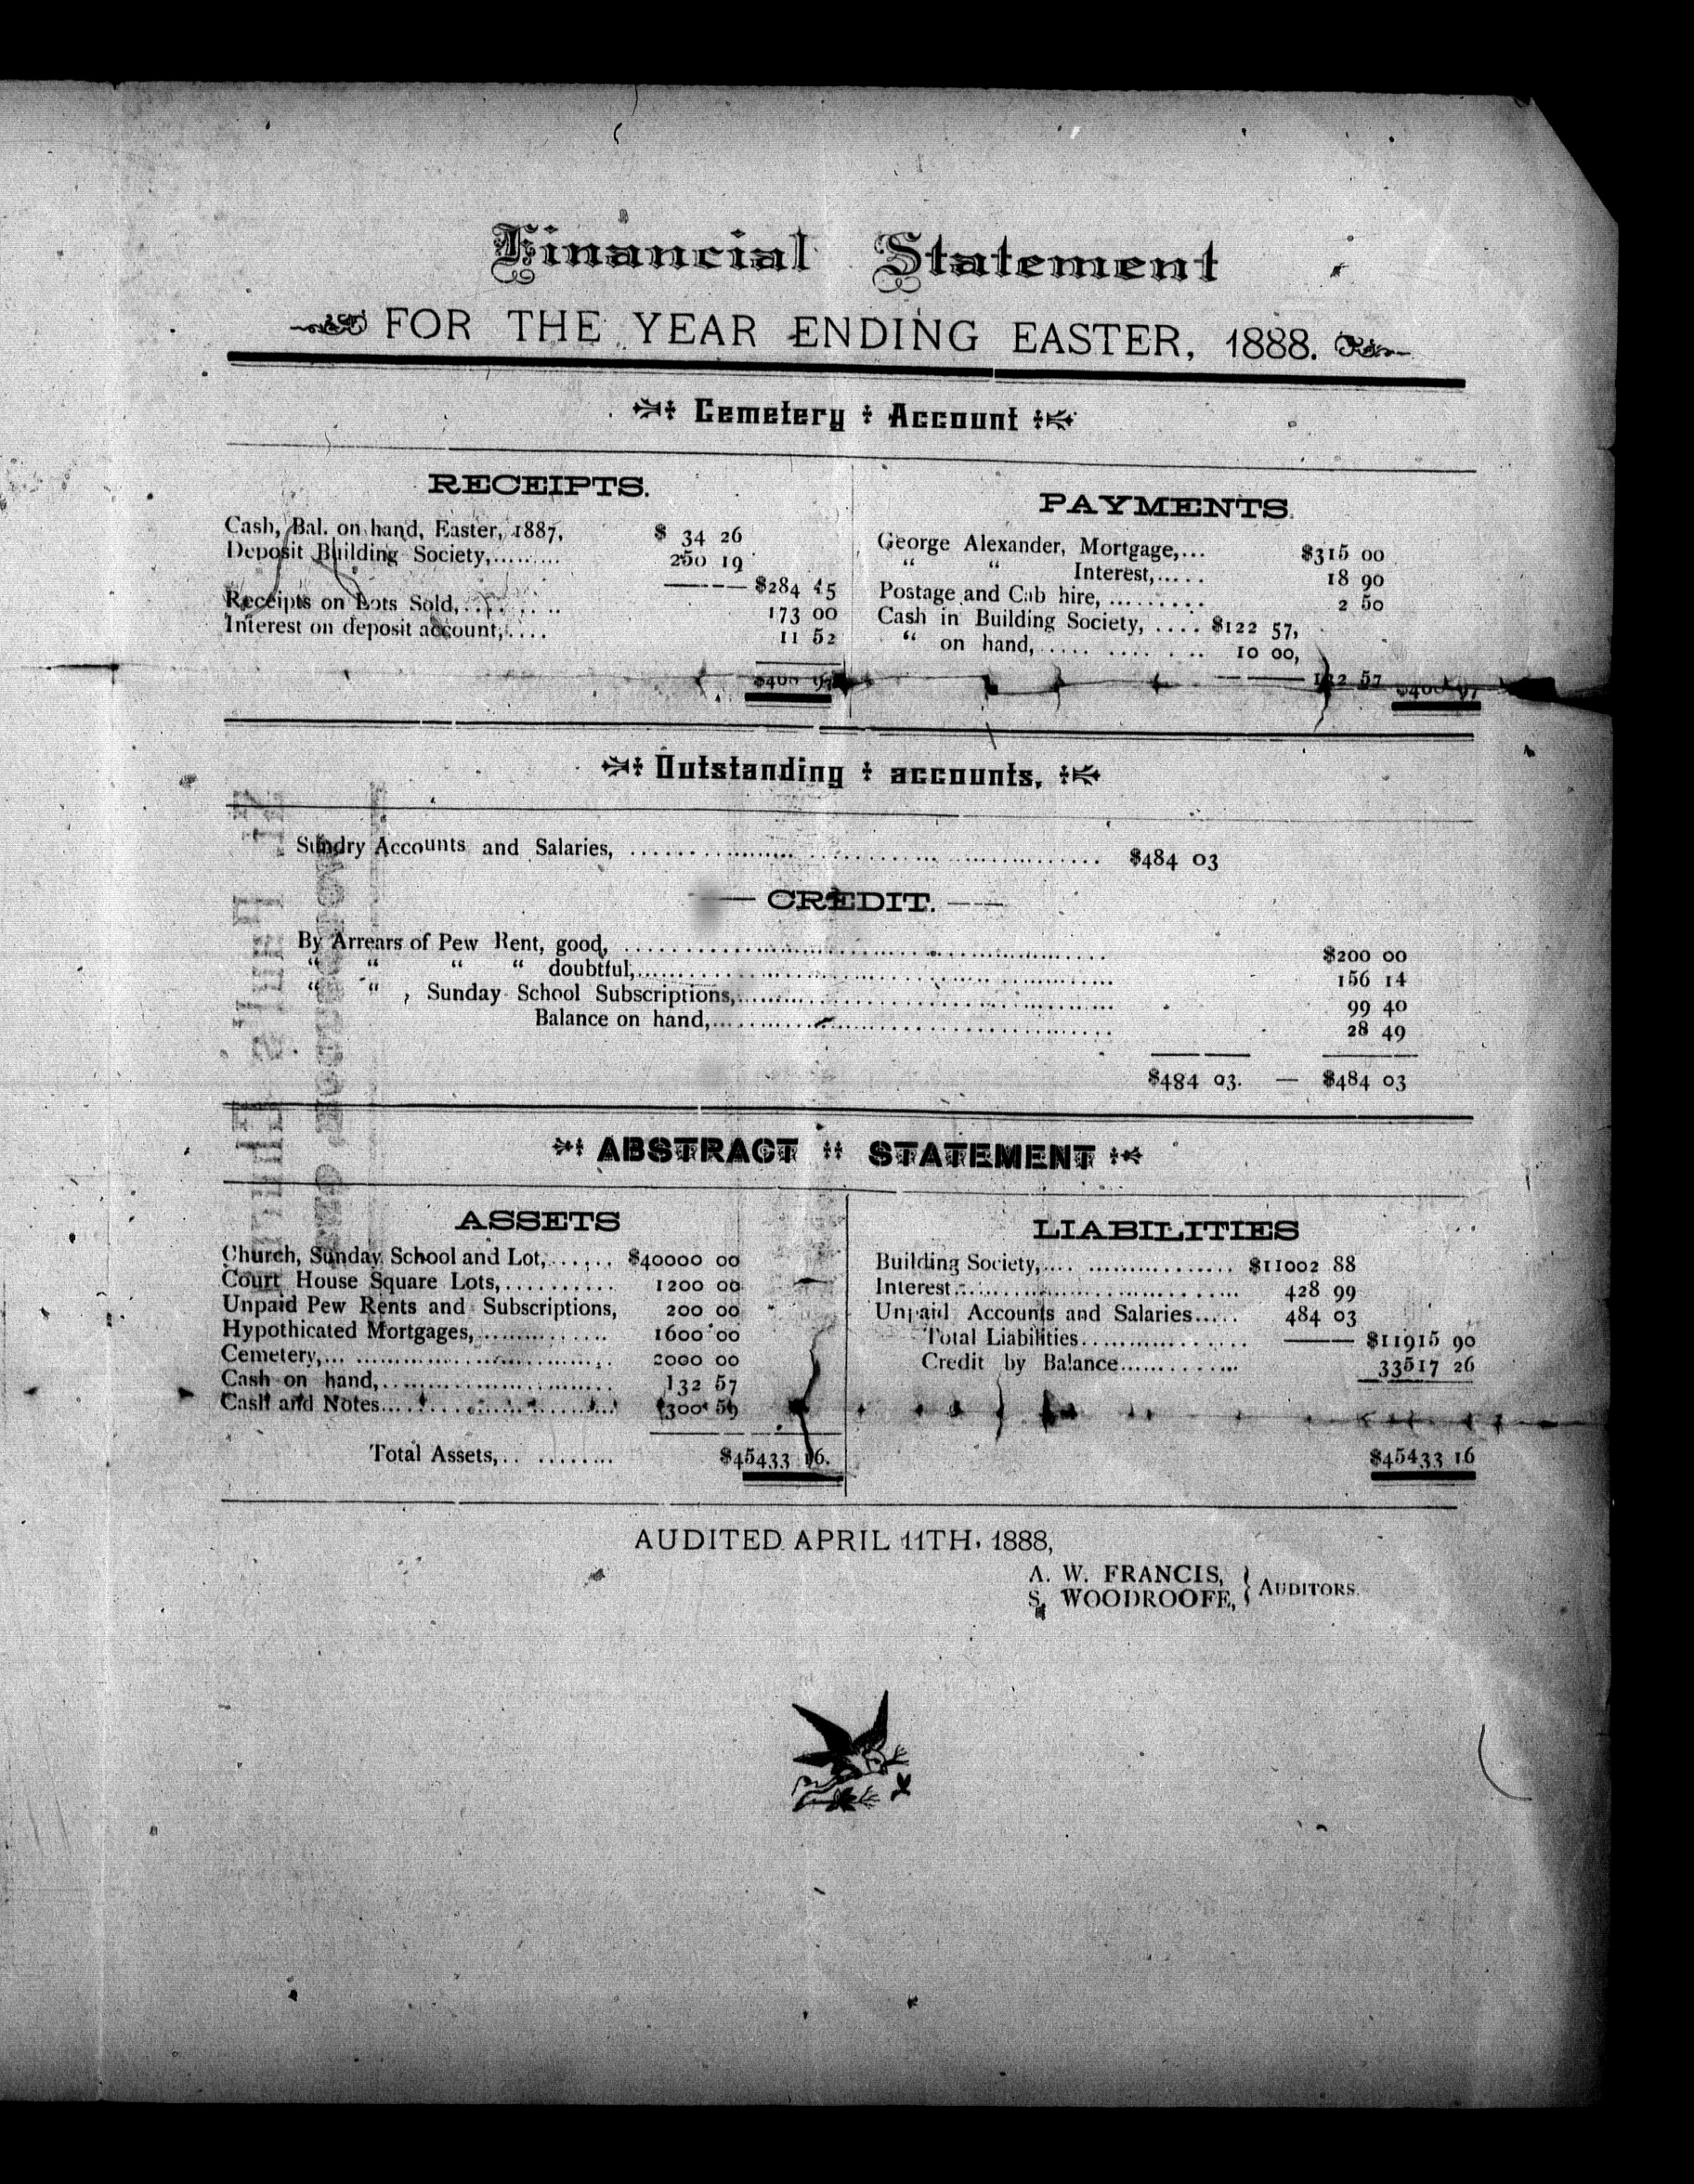 Financial Statement
FOR THE YEAR ENDING EASTER, 1888.
Cemetery Account
RECEIPTS.
Cash, Bal. on hand, Easter, 1887, $ 34 26
Deposit Building Society,......... 250 19
——— $284 45
Receipts on Lots Sold,......... 173 00
Interest on deposit account,.... 11 52
PAYMENTS.
George Alexander, Mortgage,... $315 00
“ “ Interest,..... 18 90
Postage and Cab hire, ......... 2 50
Cash in Building Society, .... $122 57,
“ on hand,..... .... . .. 10 00,
——— 132 57
Outstanding accounts.
Sundry Accounts and Salaries, .................. $484 03
— CREDIT. —
By Arrears of Pew Rent, good, .................. $200 00
“ “ “ “ doubtful,.................. 156 14
“ “ , Sunday School Subscriptions,.................. 99 40
Balance on hand,.................. 28 49
$484 03. — $484 03
ABSTRACT STATEMENT
ASSETS
Church, Sunday School and Lot,...... $40000 00
Court House Square Lots,........... 1200 00
Unpaid Pew Rents and Subscriptions, 200 00
Hypothicated Mortgages,............. 1600 00
Cemetery,... ............................. 2000 00
Cash on hand,............................. 132 57
Cash and Notes............................. 300 59
Total Assets,.. ........ $45433 16.
LIABILITIES
Building Society,.... ................ $11002 88
Interest............................. 428 99
Unpaid Accounts and Salaries..... 484 03
Total Liabilities.................. ——— $11915 90
Credit by Balance............ 33517 26
$45433 16
AUDITED APRIL 11TH, 1888,
A. W. FRANCIS, } AUDITORS.
S. WOODROOFE,